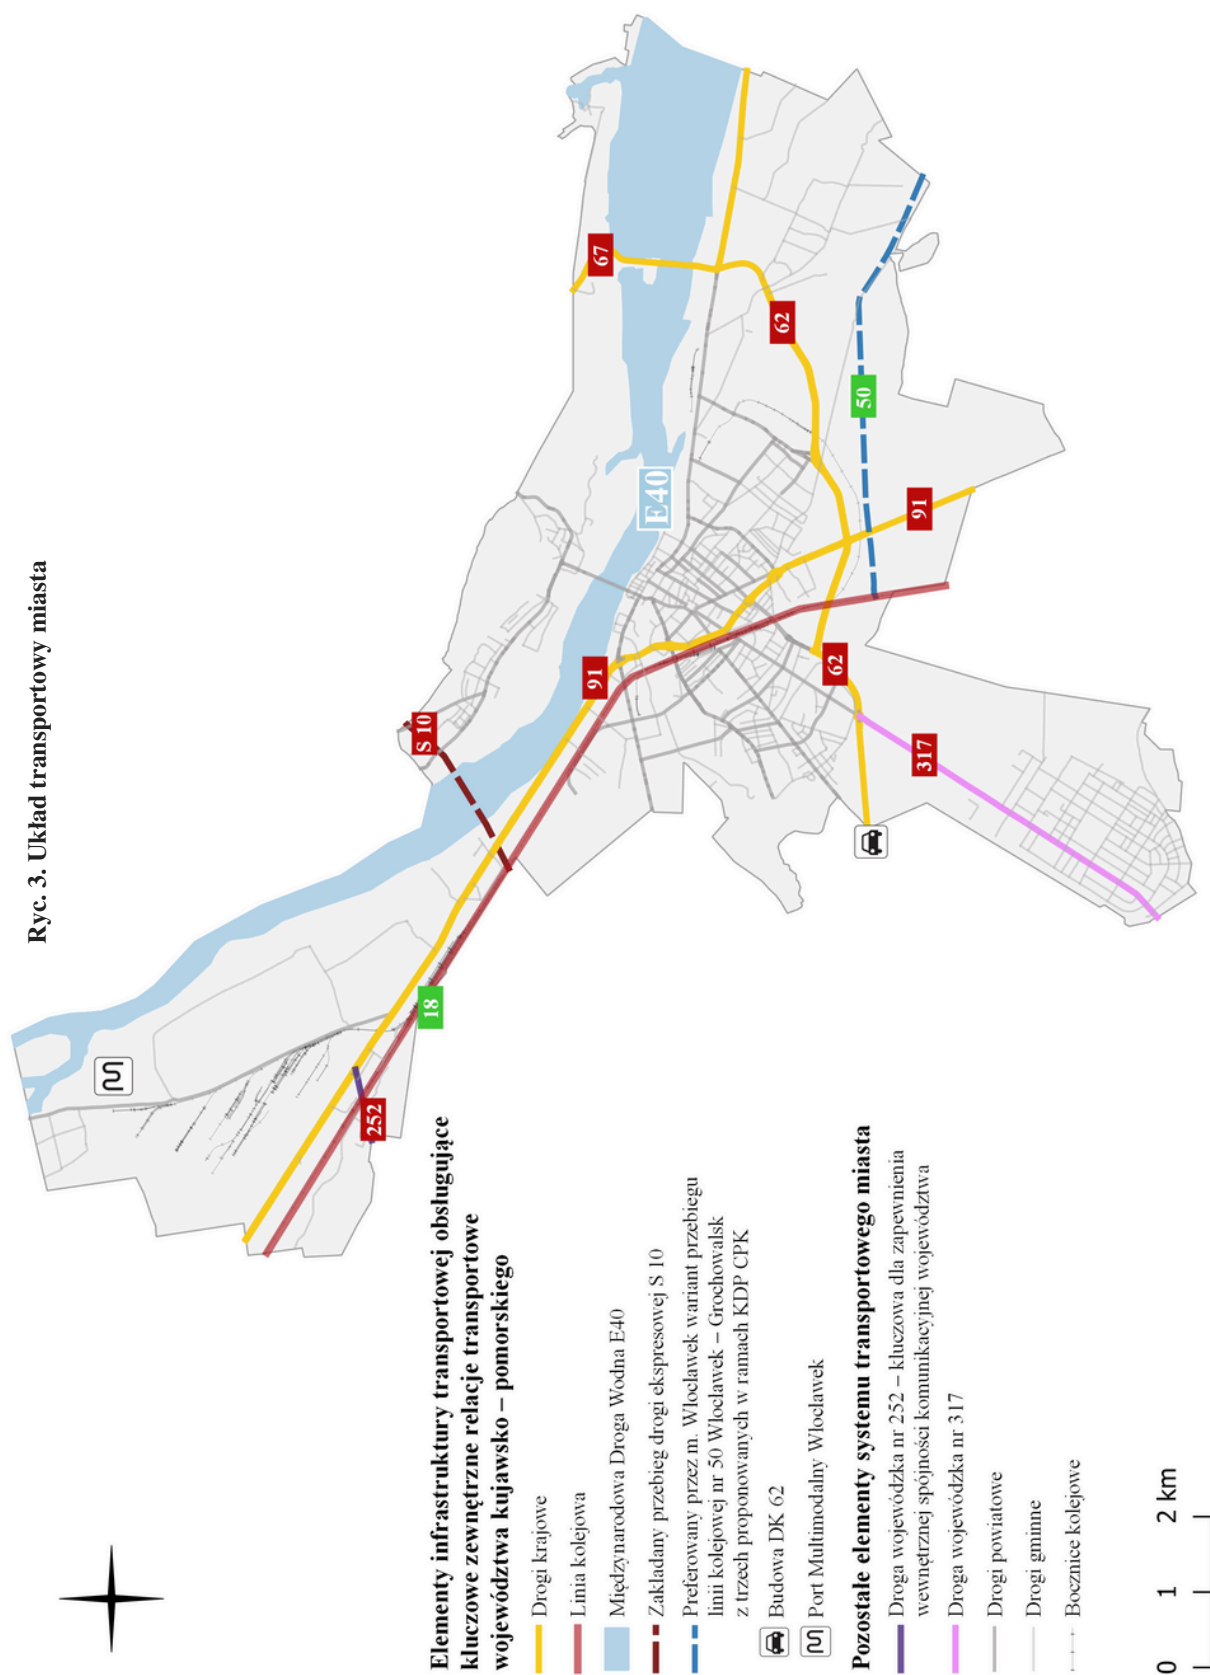 Ryc. 3. Układ transportowy miasta
67
62
50
E40
91
S 10
91
62
317
18
252
Elementy infrastruktury transportowej obsługujące
kluczowe zewnętrzne relacje transportowe
województwa kujawsko – pomorskiego
Drogi krajowe
Linia kolejowa
Międzynarodowa Droga Wodna E40
Zakładany przebieg drogi ekspresowej S 10
Preferowany przez m. Włocławek wariant przebiegu
linii kolejowej nr 50 Włocławek – Grochowalsk
z trzech proponowanych w ramach KDP CPK
Budowa DK 62
Port Multimodalny Włocławek
Pozostałe elementy systemu transportowego miasta
Droga wojewódzka nr 252 – kluczowa dla zapewnienia
wewnętrznej spójności komunikacyjnej województwa
Droga wojewódzka nr 317
Drogi powiatowe
Drogi gminne
Bocznice kolejowe
0 1 2 km